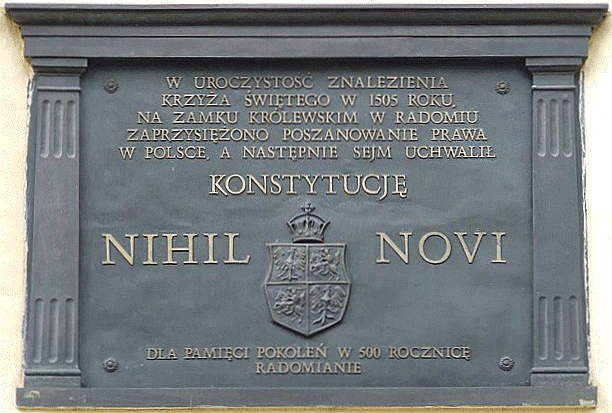 W UROCZYSTOŚĆ ZNALEZIENIA
KRZYŻA ŚWIĘTEGO W 1505 ROKU,
NA ZAMKU KRÓLEWSKIM W RADOMIU
ZAPRZYSIĘŻONO POSZANOWANIE PRAWA
W POLSCE, A NASTĘPNIE SEJM UCHWALIŁ
KONSTYTUCJĘ
NIHIL NOVI
DLA PAMIĘCI POKOLEŃ W 500 ROCZNICĘ
RADOMIANIE